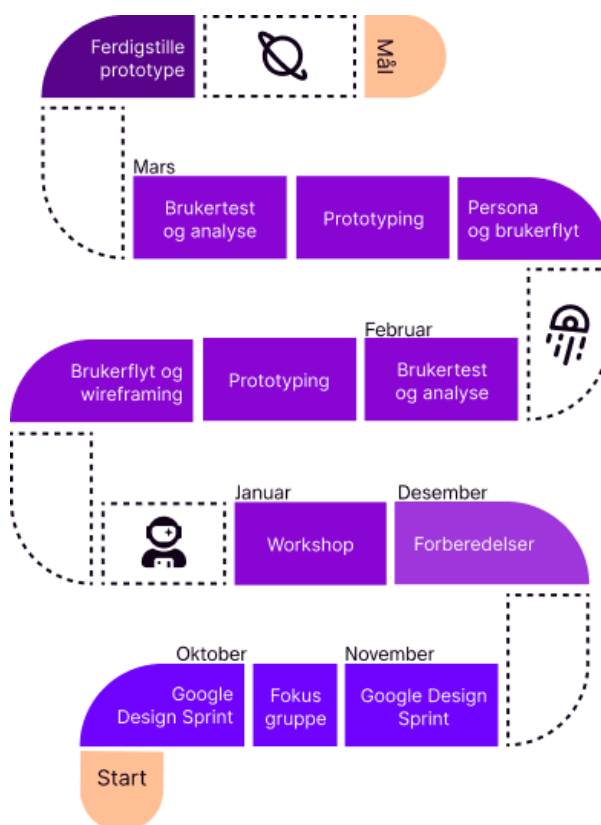 Ferdigstille
prototype
Mål
Mars
Brukertest
og analyse
Prototyping
Persona
og brukerflyt
Februar
Brukerflyt og
wireframing
Prototyping
Brukertest
og analyse
Januar
Desember
Workshop
Forberedelser
Oktober
November
Google
Design Sprint
Fokus
gruppe
Google Design
Sprint
Start